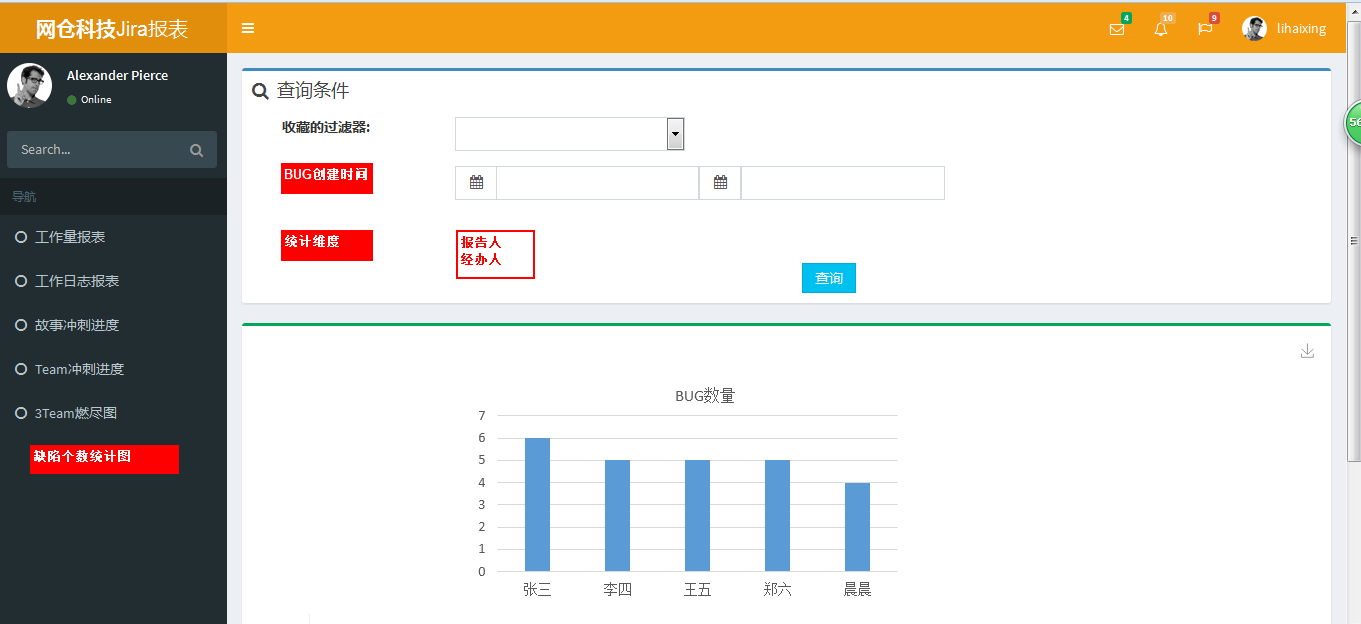 网仓科技Jira报表
4
10
9
lihaixing
Alexander Pierce
Online
Search...
导航
工作量报表
工作日志报表
故事冲刺进度
Team冲刺进度
3Team燃尽图
缺陷个数统计图
查询条件
收藏的过滤器:
BUG创建时间
统计维度
报告人
经办人
查询
56
BUG数量
7
6
5
4
3
2
1
0
张三
李四
王五
郑六
晨晨